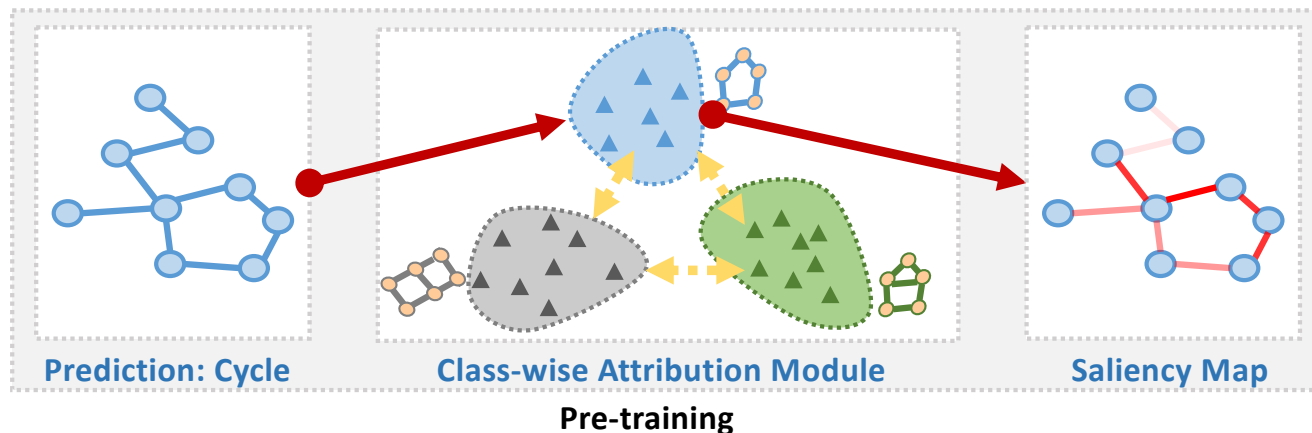 Prediction: Cycle
Class-wise Attribution Module
Saliency Map
Pre-training